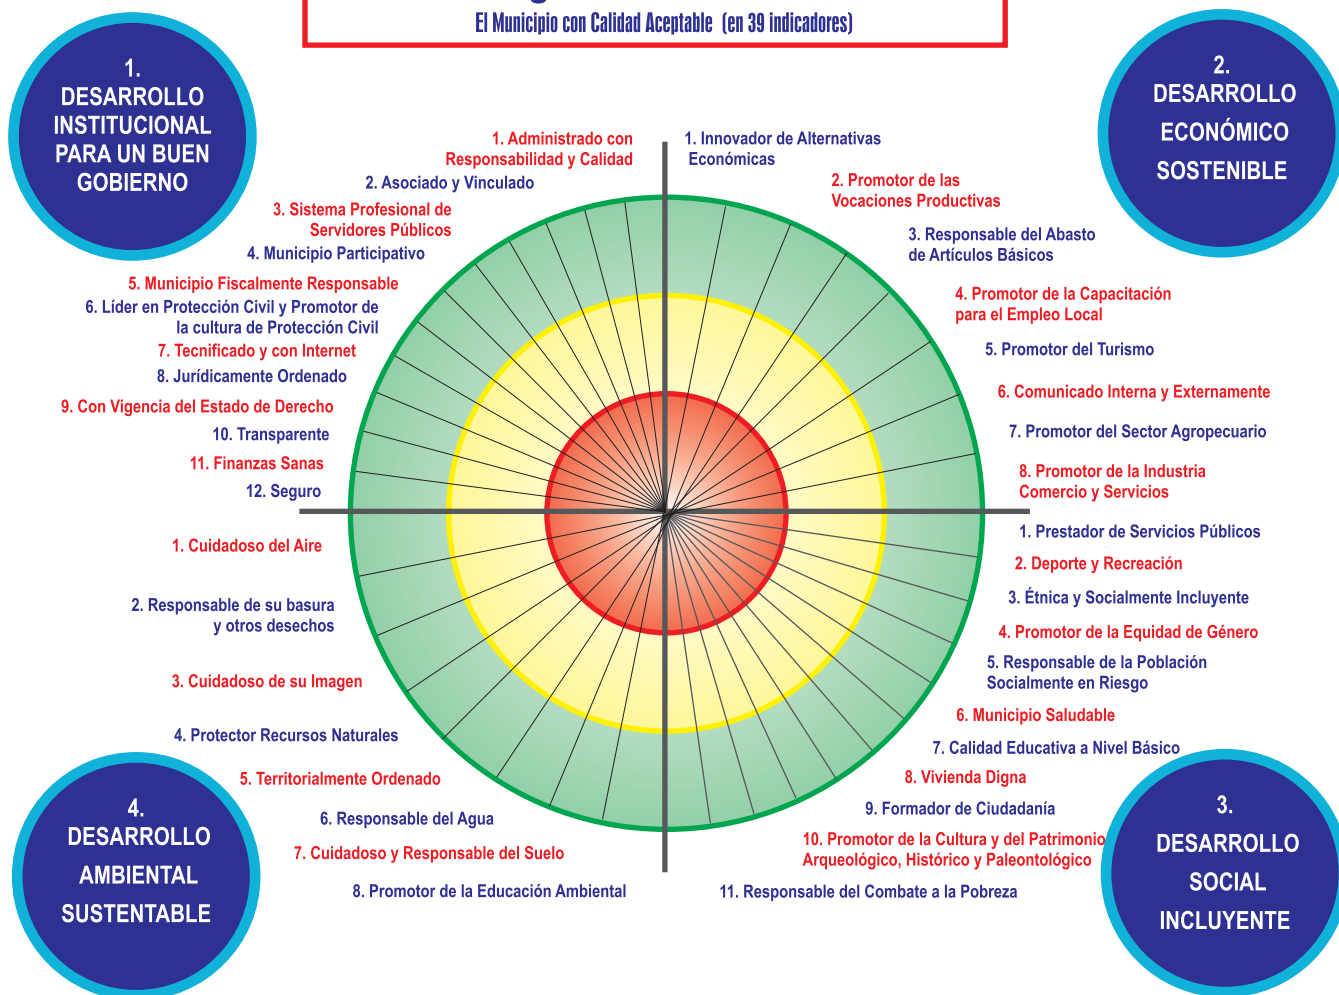 El Municipio con Calidad Aceptable (en 39 indicadores)
1.
DESARROLLO
INSTITUCIONAL
PARA UN BUEN
GOBIERNO
2.
DESARROLLO
ECONÓMICO
SOSTENIBLE
1. Administrado con
Responsabilidad y Calidad
2. Asociado y Vinculado
3. Sistema Profesional de
Servidores Públicos
4. Municipio Participativo
5. Municipio Fiscalmente Responsable
6. Líder en Protección Civil y Promotor de
la cultura de Protección Civil
7. Tecnificado y con Internet
8. Jurídicamente Ordenado
9. Con Vigencia del Estado de Derecho
10. Transparente
11. Finanzas Sanas
12. Seguro
1. Innovador de Alternativas
Económicas
2. Promotor de las
Vocaciones Productivas
3. Responsable del Abasto
de Artículos Básicos
4. Promotor de la Capacitación
para el Empleo Local
5. Promotor del Turismo
6. Comunicado Interna y Externamente
7. Promotor del Sector Agropecuario
8. Promotor de la Industria
Comercio y Servicios
1. Prestador de Servicios Públicos
2. Deporte y Recreación
3. Étnica y Socialmente Incluyente
4. Promotor de la Equidad de Género
5. Responsable de la Población
Socialmente en Riesgo
6. Municipio Saludable
7. Calidad Educativa a Nivel Básico
8. Vivienda Digna
9. Formador de Ciudadanía
10. Promotor de la Cultura y del Patrimonio
Arqueológico, Histórico y Paleontológico
11. Responsable del Combate a la Pobreza
1. Cuidadoso del Aire
2. Responsable de su basura
y otros desechos
3. Cuidadoso de su Imagen
4. Protector Recursos Naturales
5. Territorialmente Ordenado
6. Responsable del Agua
7. Cuidadoso y Responsable del Suelo
8. Promotor de la Educación Ambiental
4.
DESARROLLO
AMBIENTAL
SUSTENTABLE
3.
DESARROLLO
SOCIAL
INCLUYENTE